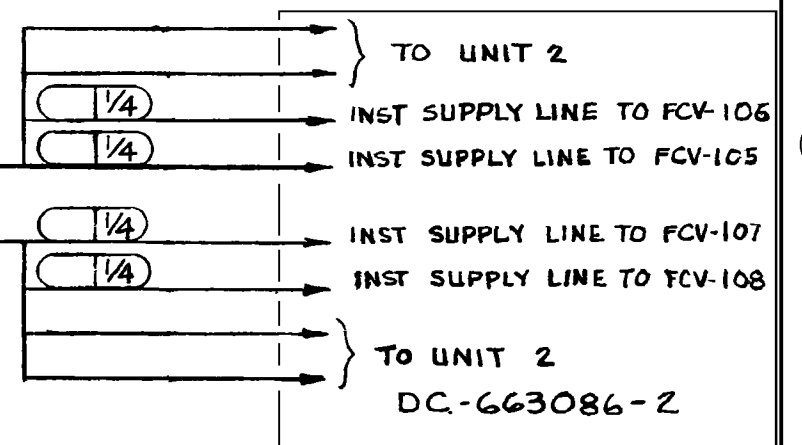 TO UNIT 2
1/4
INST SUPPLY LINE TO FCV-106
1/4
INST SUPPLY LINE TO FCV-105
1/4
INST SUPPLY LINE TO FCV-107
1/4
INST SUPPLY LINE TO FCV-108
TO UNIT 2
DC-663086-2